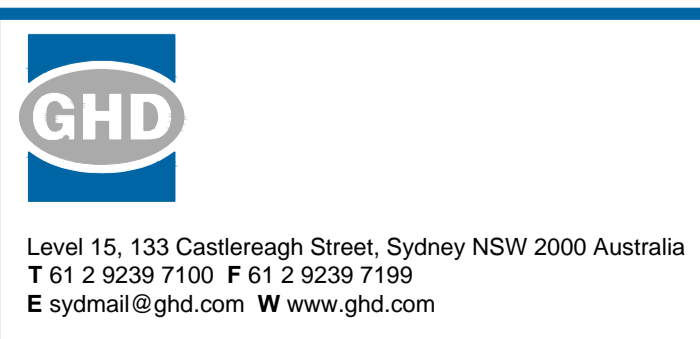 GHD
Level 15, 133 Castlereagh Street, Sydney NSW 2000 Australia
T 61 2 9239 7100 F 61 2 9239 7199
E sydmail@ghd.com W www.ghd.com